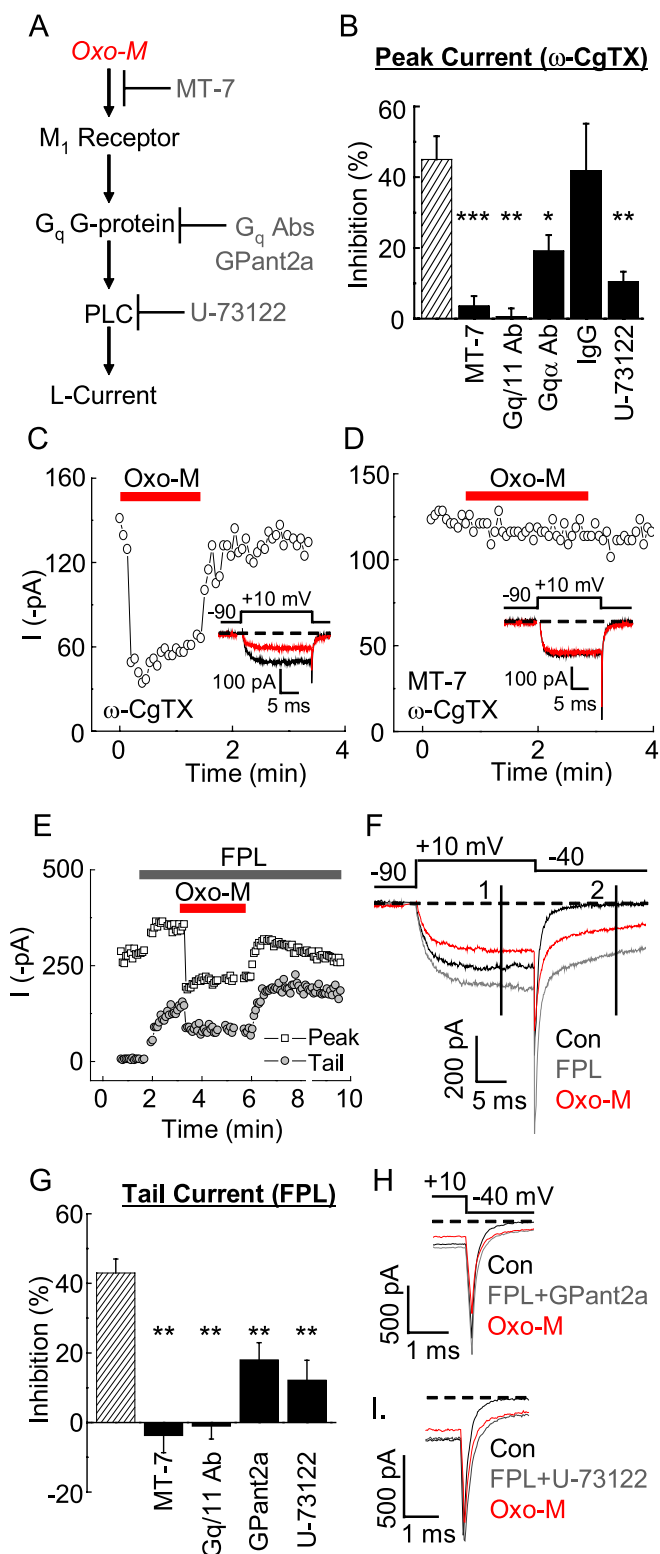 A
Oxo-M
MT-7
M1 Receptor
Gq G-protein
Gq Abs
GPant2a
PLC
U-73122
L-Current
B
Peak Current (ω-CgTX)
Inhibition (%)
60
40
20
0
***
**
*
**
MT-7
Gq/11 Ab
Gqα Ab
IgG
U-73122
C
Oxo-M
I (-pA)
160
120
60
0
-90
+10 mV
100 pA
5 ms
ω-CgTX
0
2
4
Time (min)
D
Oxo-M
150
100
50
0
-90
+10 mV
100 pA
5 ms
MT-7
ω-CgTX
0
2
4
Time (min)
E
FPL
Oxo-M
I (-pA)
500
250
0
Peak
Tail
0
2
4
6
8
10
Time (min)
F
+10 mV
-90
-40
1
2
200 pA
5 ms
Con
FPL
Oxo-M
G
Tail Current (FPL)
Inhibition (%)
60
40
20
0
-20
**
**
**
**
MT-7
Gq/11 Ab
GPant2a
U-73122
H
+10
-40 mV
500 pA
1 ms
Con
FPL+GPant2a
Oxo-M
I.
500 pA
1 ms
Con
FPL+U-73122
Oxo-M